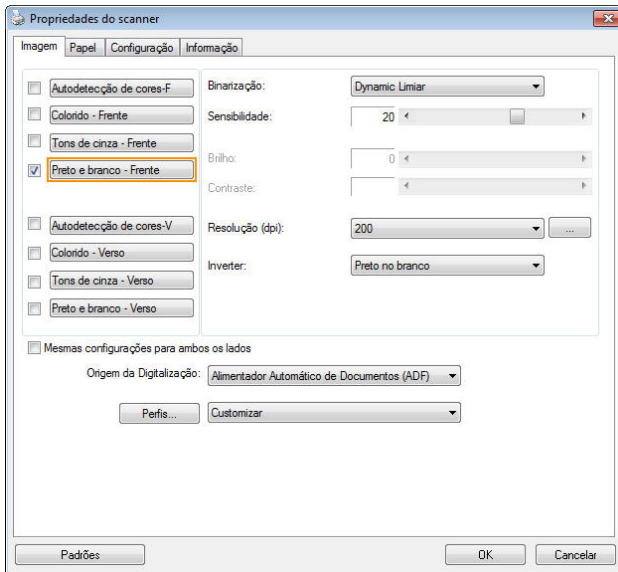 Propriedades do scanner
Imagem Papel Configuração Informação
Autodetecção de cores-F
Colorido - Frente
Tons de cinza - Frente
Preto e branco - Frente
Autodetecção de cores-V
Colorido - Verso
Tons de cinza - Verso
Preto e branco - Verso
Binarização: Dynamic Limiar
Sensibilidade: 20
Brilho: 0
Contraste:
Resolução (dpi): 200 ...
Inverter: Preto no branco
Mesmas configurações para ambos os lados
Origem da Digitalização: Alimentador Automático de Documentos (ADF)
Perfis... Customizar
Padrões OK Cancelar